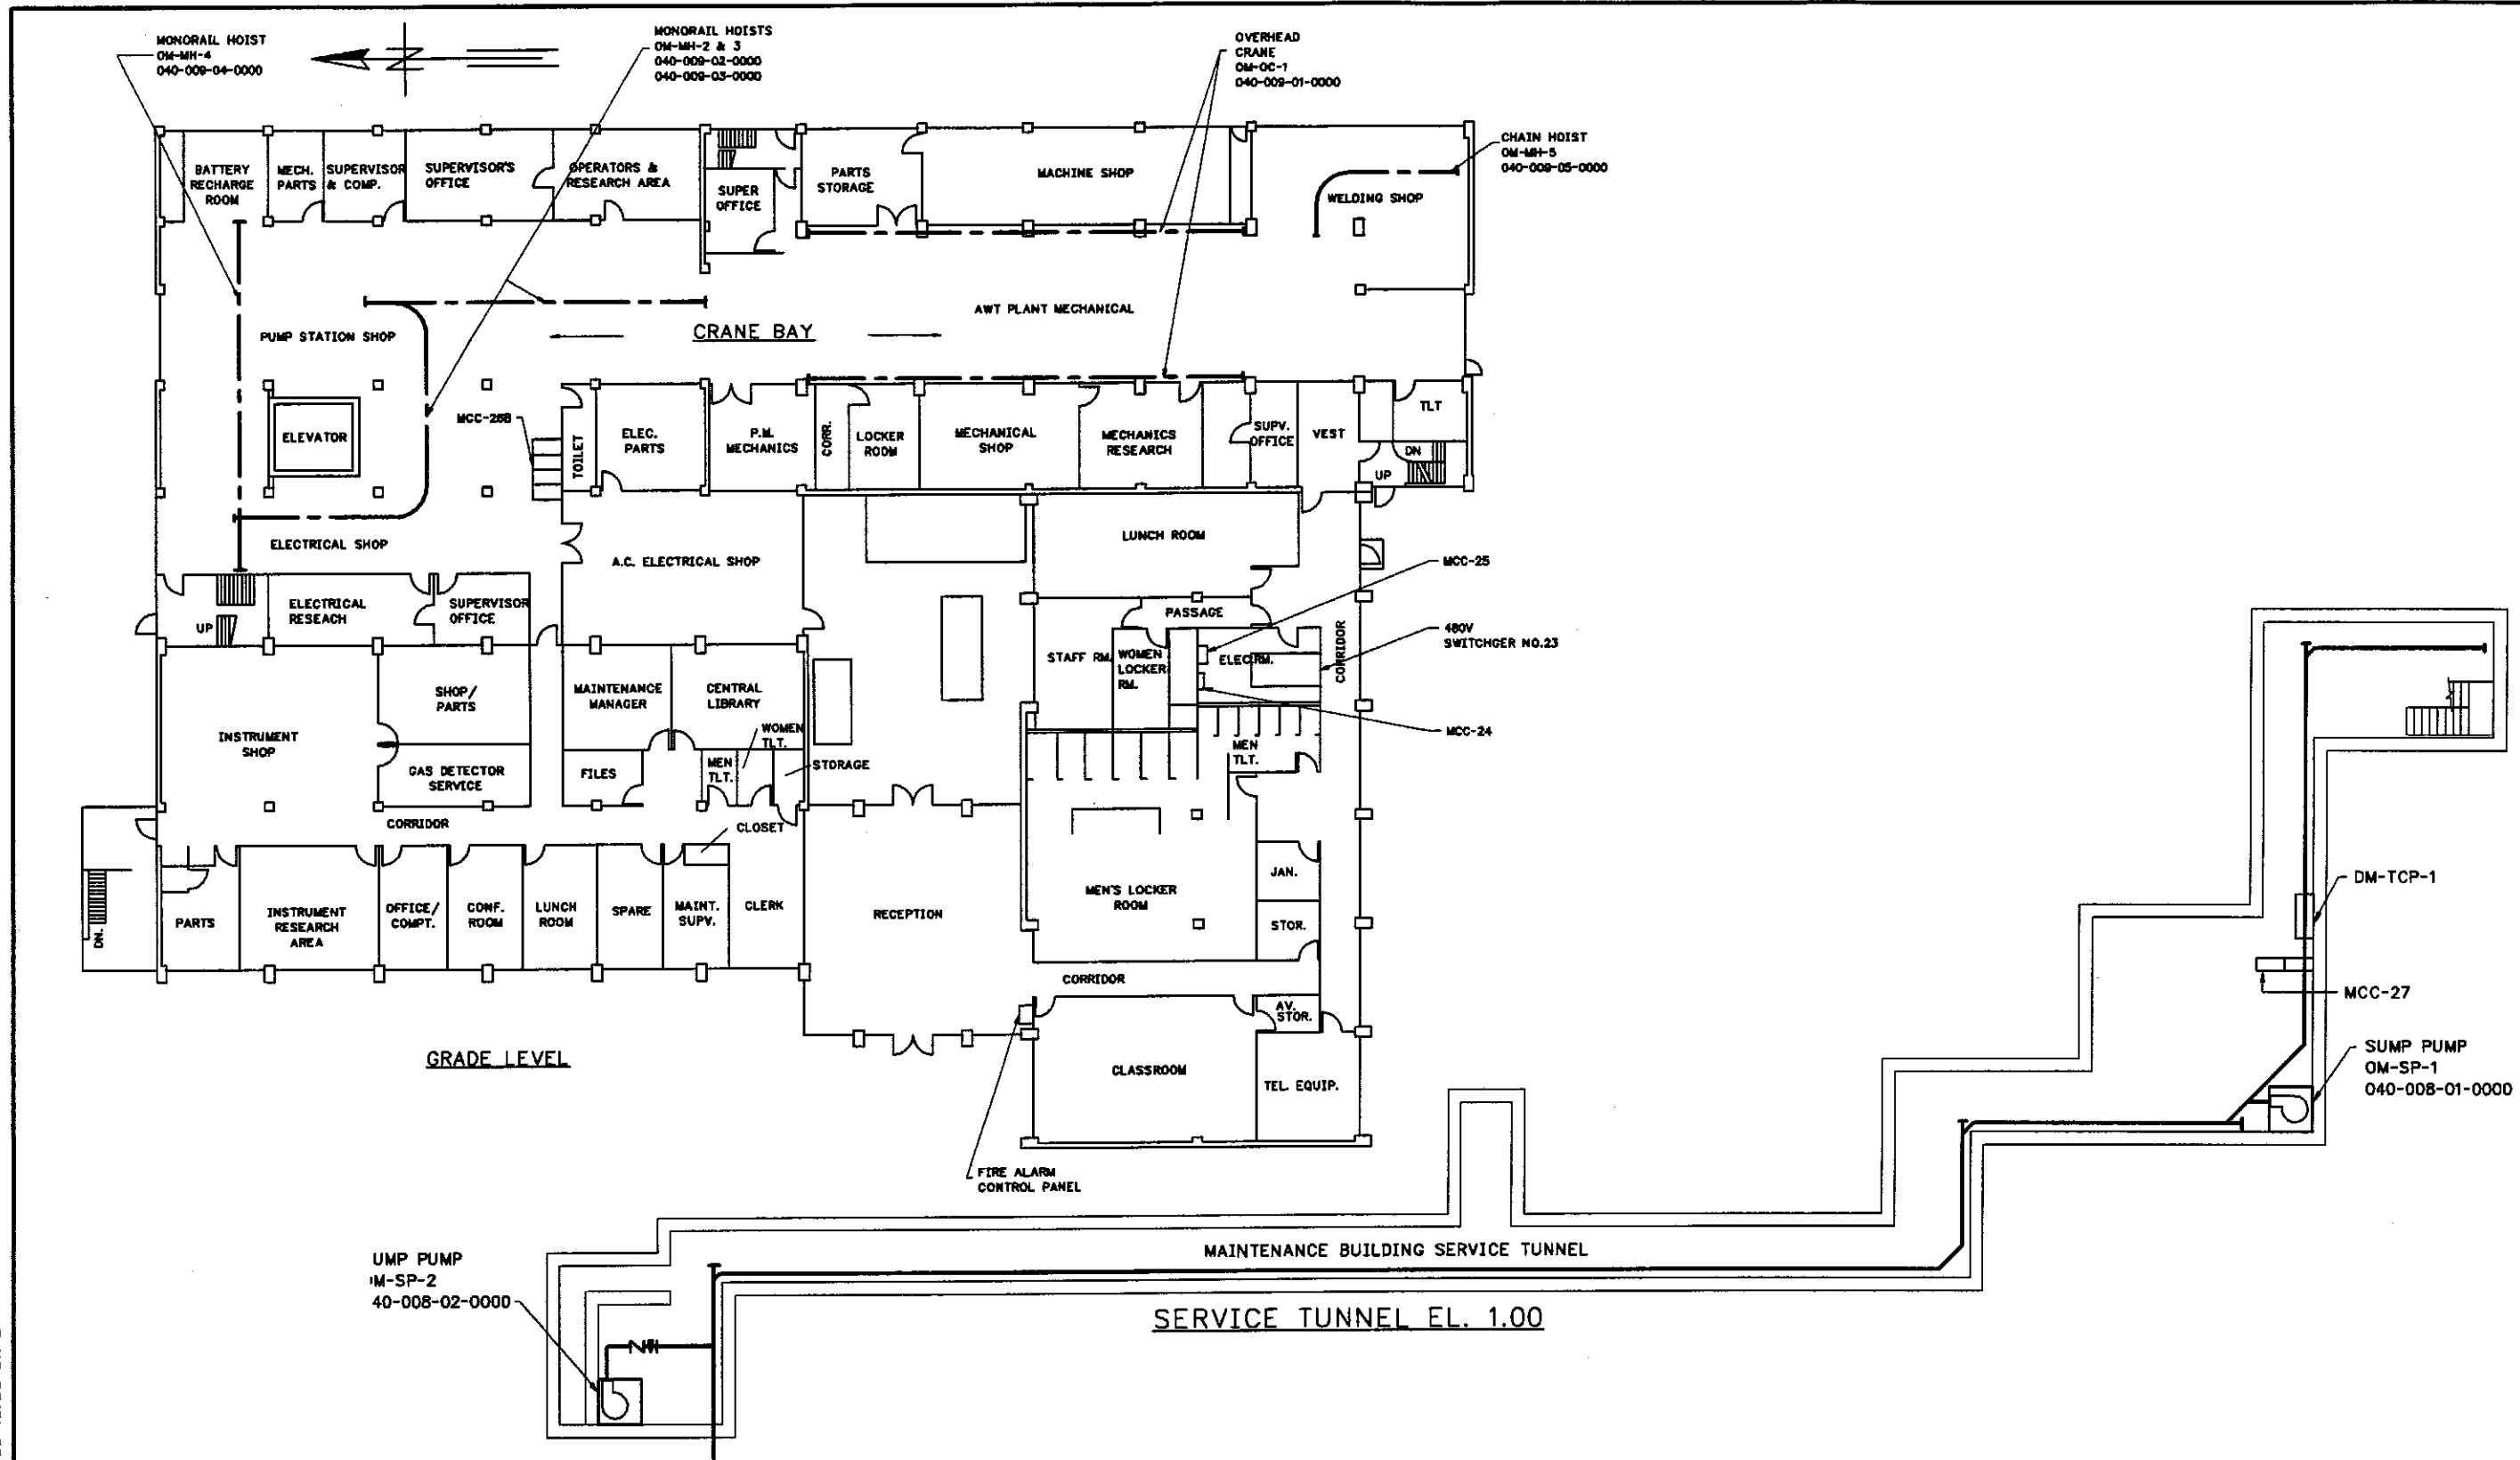 MONORAIL HOIST
OM-MH-4
040-009-04-0000
N
MONORAIL HOISTS
OM-MH-2 & 3
040-009-02-0000
040-009-03-0000
OVERHEAD
CRANE
OM-OC-1
040-009-01-0000
CHAIN HOIST
OM-MH-5
040-009-05-0000
BATTERY
RECHARGE
ROOM
MECH.
PARTS
SUPERVISOR
& COMP.
SUPERVISOR'S
OFFICE
OPERATORS &
RESEARCH AREA
SUPER
OFFICE
PARTS
STORAGE
MACHINE SHOP
WELDING SHOP
PUMP STATION SHOP
CRANE BAY
AWT PLANT MECHANICAL
MCC-26B
ELEVATOR
TOILET
ELEC.
PARTS
P.M.
MECHANICS
CORR.
LOCKER
ROOM
MECHANICAL
SHOP
MECHANICS
RESEARCH
SUPV.
OFFICE
VEST
TLT
DN
UP
ELECTRICAL SHOP
A.C. ELECTRICAL SHOP
LUNCH ROOM
MCC-25
ELECTRICAL
RESEACH
SUPERVISOR
OFFICE
UP
PASSAGE
480V
SWITCHGER NO.23
STAFF RM.
WOMEN
LOCKER
RM.
ELEC.RM.
CORRIDOR
SHOP/
PARTS
MAINTENANCE
MANAGER
CENTRAL
LIBRARY
WOMEN
TLT.
INSTRUMENT
SHOP
MCC-24
MEN
TLT.
GAS DETECTOR
SERVICE
FILES
MEN
TLT.
STORAGE
CORRIDOR
CLOSET
JAN.
DM-TCP-1
DN.
PARTS
INSTRUMENT
RESEARCH
AREA
OFFICE/
COMPT.
CONF.
ROOM
LUNCH
ROOM
SPARE
MAINT.
SUPV.
CLERK
RECEPTION
MEN'S LOCKER
ROOM
STOR.
CORRIDOR
MCC-27
AV.
STOR.
GRADE LEVEL
CLASSROOM
TEL. EQUIP.
SUMP PUMP
OM-SP-1
040-008-01-0000
FIRE ALARM
CONTROL PANEL
UMP PUMP
M-SP-2
40-008-02-0000
MAINTENANCE BUILDING SERVICE TUNNEL
SERVICE TUNNEL EL. 1.00